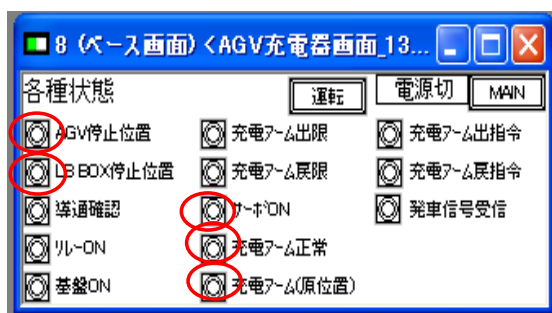 8 (ベース画面) <AGV充電器画面_13...
各種状態 運転 電源切 MAIN
AGV停止位置 充電アーム出限 充電アーム出指令
LB BOX停止位置 充電アーム戻限 充電アーム戻指令
導通確認 サーボON 発車信号受信
リレーON 充電アーム正常
基盤ON 充電アーム(原位置)